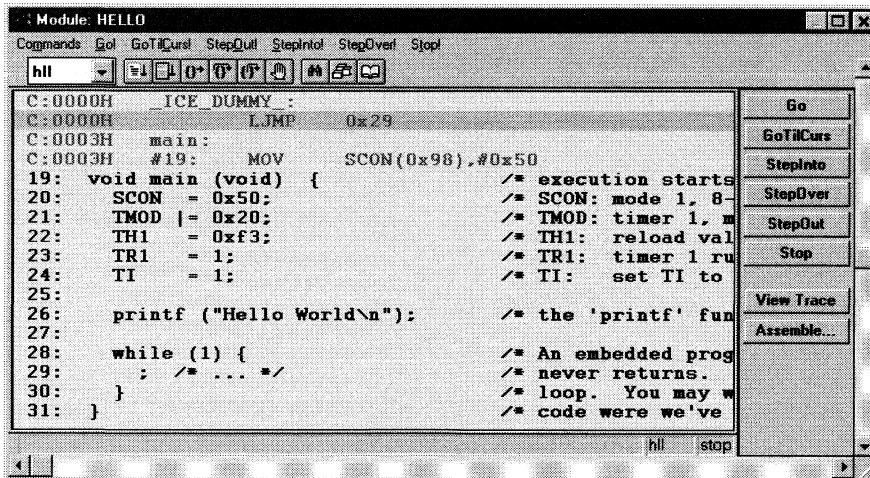 Module: HELLO
Commands Go! GoTilCurs! StepOut! StepInto! StepOver! Stop!
hll
C:0000H _ICE_DUMMY_:
C:0000H LJMP 0x29
C:0003H main:
C:0003H #19: MOV SCON(0x98),#0x50
19: void main (void) { /* execution starts
20: SCON = 0x50; /* SCON: mode 1, 8-
21: TMOD |= 0x20; /* TMOD: timer 1, m
22: TH1 = 0xf3; /* TH1: reload val
23: TR1 = 1; /* TR1: timer 1 ru
24: TI = 1; /* TI: set TI to
25:
26: printf ("Hello World\n"); /* the 'printf' fun
27:
28: while (1) { /* An embedded prog
29: ; /* ... */ /* never returns.
30: } /* loop. You may w
31: } /* code were we've
Go
GoTilCurs
StepInto
StepOver
StepOut
Stop
View Trace
Assemble...
hll stop